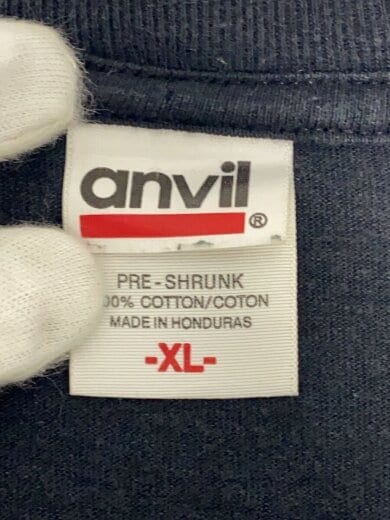 anvil
®
PRE-SHRUNK
00% COTTON/COTON
MADE IN HONDURAS
-XL-